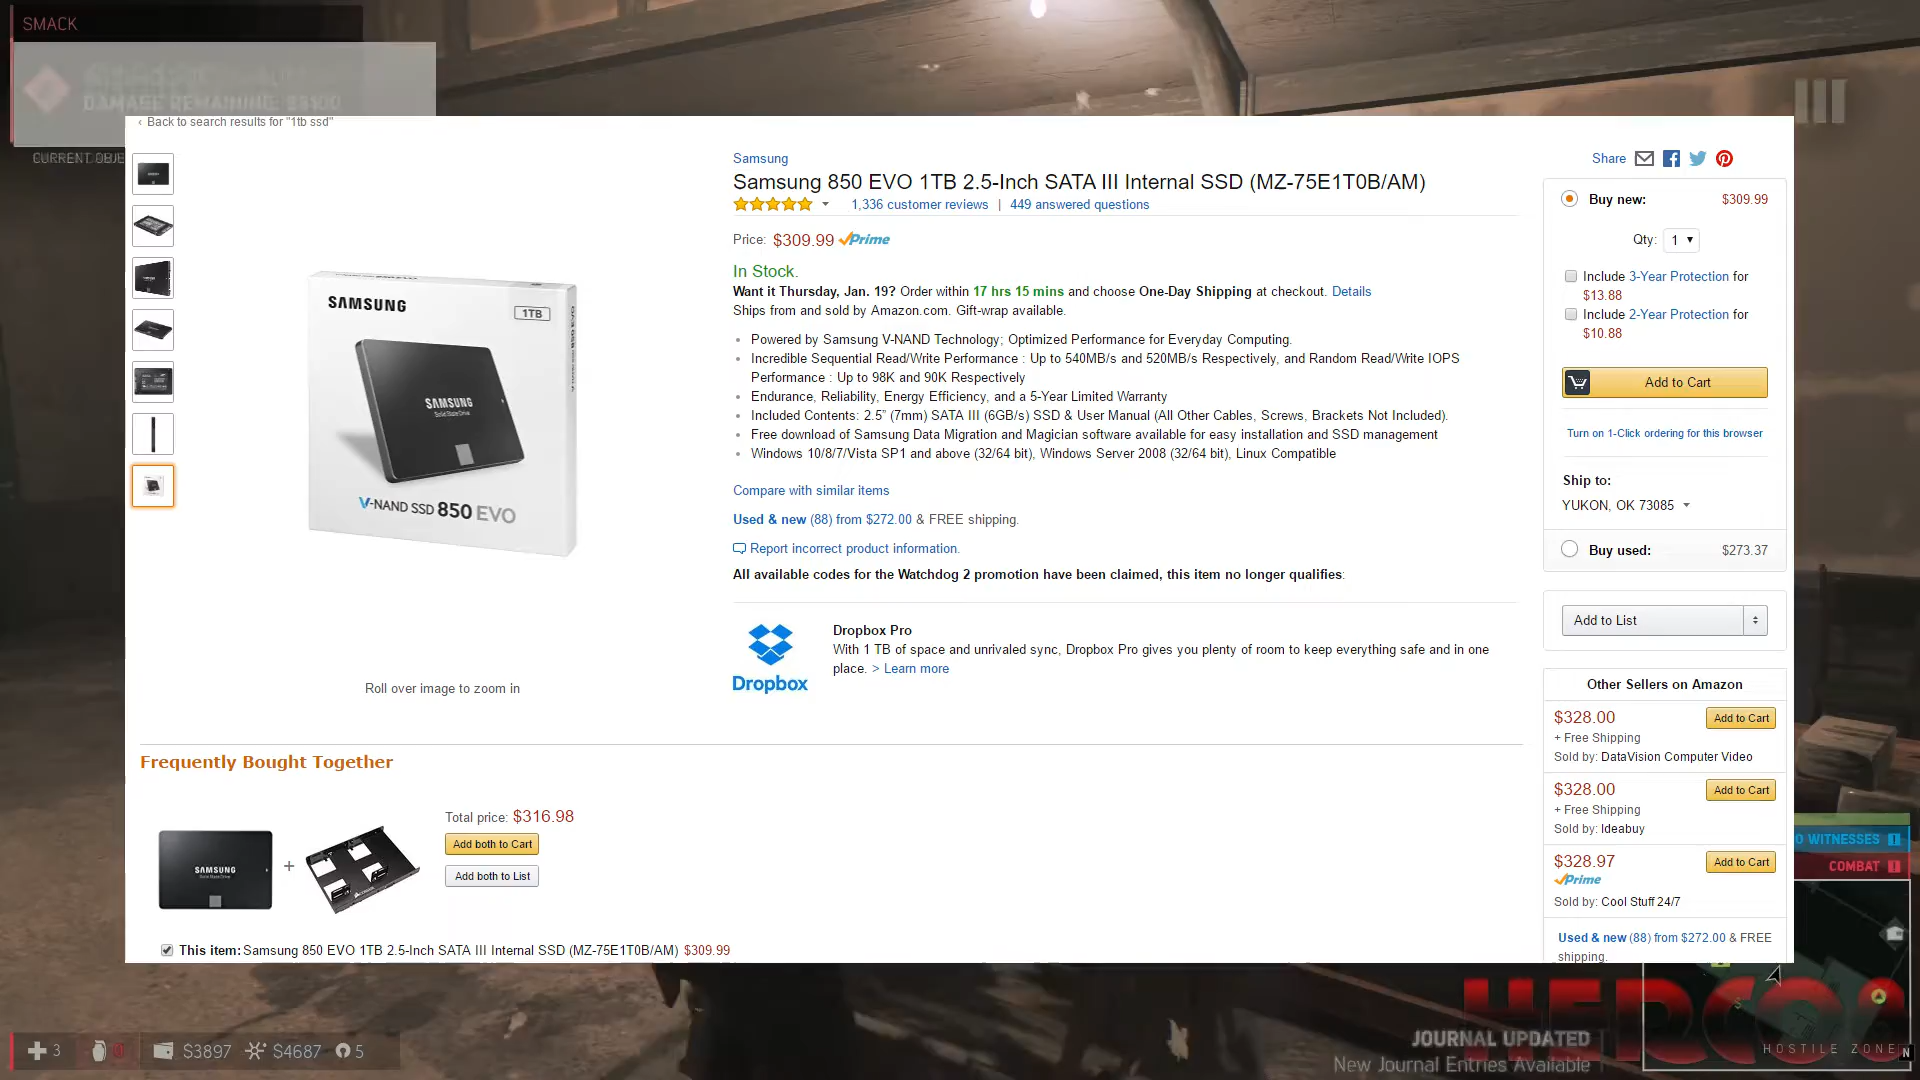 SMACK
DAMAGE REMAINING: $8100
‹ Back to search results for "1tb ssd"
CURRENT OBJE
Samsung
Samsung 850 EVO 1TB 2.5-Inch SATA III Internal SSD (MZ-75E1T0B/AM)
1,336 customer reviews | 449 answered questions
Price: $309.99 Prime
In Stock.
Want it Thursday, Jan. 19? Order within 17 hrs 15 mins and choose One-Day Shipping at checkout. Details
Ships from and sold by Amazon.com. Gift-wrap available.
Powered by Samsung V-NAND Technology; Optimized Performance for Everyday Computing.
Incredible Sequential Read/Write Performance : Up to 540MB/s and 520MB/s Respectively, and Random Read/Write IOPS
Performance : Up to 98K and 90K Respectively
Endurance, Reliability, Energy Efficiency, and a 5-Year Limited Warranty
Included Contents: 2.5” (7mm) SATA III (6GB/s) SSD & User Manual (All Other Cables, Screws, Brackets Not Included).
Free download of Samsung Data Migration and Magician software available for easy installation and SSD management
Windows 10/8/7/Vista SP1 and above (32/64 bit), Windows Server 2008 (32/64 bit), Linux Compatible
Compare with similar items
Used & new (88) from $272.00 & FREE shipping.
Report incorrect product information.
All available codes for the Watchdog 2 promotion have been claimed, this item no longer qualifies:
SAMSUNG
1TB
SAMSUNG
Solid State Drive
V-NAND SSD 850 EVO
Roll over image to zoom in
Dropbox
Dropbox Pro
With 1 TB of space and unrivaled sync, Dropbox Pro gives you plenty of room to keep everything safe and in one
place. > Learn more
Share
Buy new: $309.99
Qty: 1
Include 3-Year Protection for
$13.88
Include 2-Year Protection for
$10.88
Add to Cart
Turn on 1-Click ordering for this browser
Ship to:
YUKON, OK 73085
Buy used: $273.37
Add to List
Other Sellers on Amazon
$328.00 Add to Cart
+ Free Shipping
Sold by: DataVision Computer Video
$328.00 Add to Cart
+ Free Shipping
Sold by: Ideabuy
$328.97 Add to Cart
Prime
Sold by: Cool Stuff 24/7
Used & new (88) from $272.00 & FREE
shipping.
Frequently Bought Together
SAMSUNG
Solid State Drive
+
Total price: $316.98
Add both to Cart
Add both to List
This item: Samsung 850 EVO 1TB 2.5-Inch SATA III Internal SSD (MZ-75E1T0B/AM) $309.99
O WITNESSES !
COMBAT !
3
0
$3897
$4687
5
JOURNAL UPDATED
New Journal Entries Available
HOSTILE ZONE
N